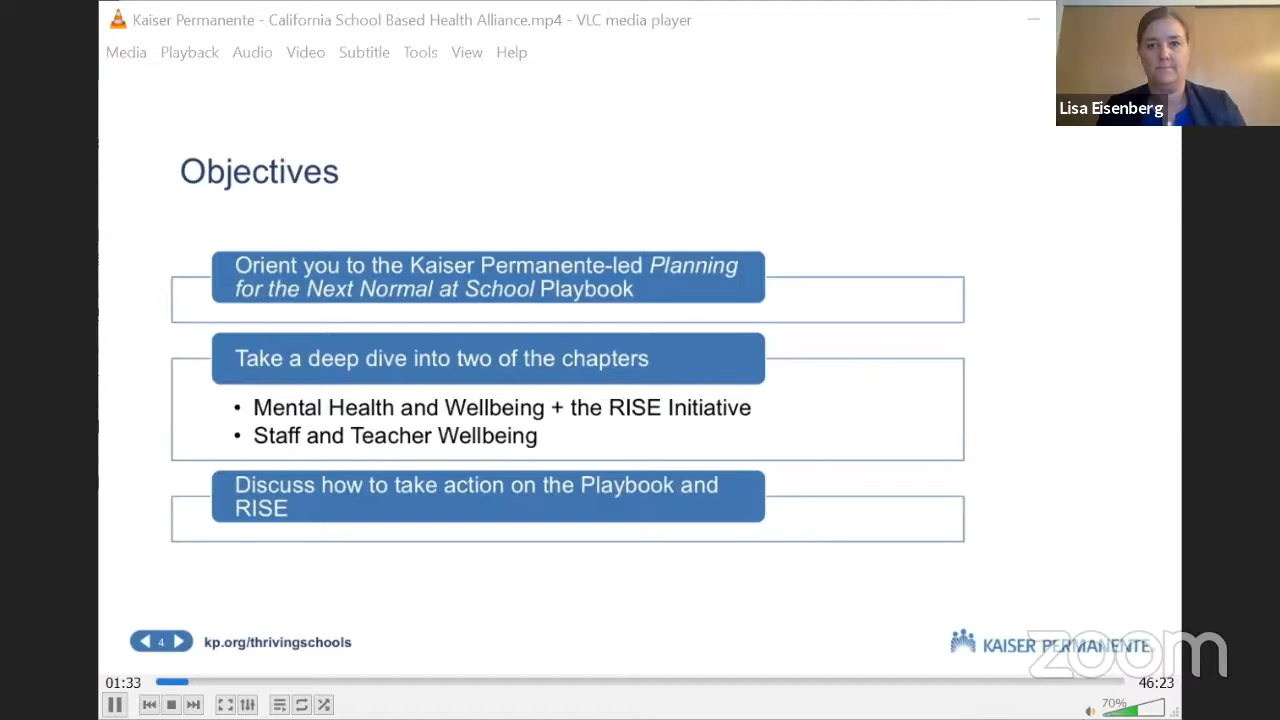 Kaiser Permanente - California School Based Health Alliance.mp4 - VLC media player
Media Playback Audio Video Subtitle Tools View Help
Lisa Eisenberg
Objectives
Orient you to the Kaiser Permanente-led Planning
for the Next Normal at School Playbook
Take a deep dive into two of the chapters
• Mental Health and Wellbeing + the RISE Initiative
• Staff and Teacher Wellbeing
Discuss how to take action on the Playbook and
RISE
4
kp.org/thrivingschools
KAISER PERMANENTE
zoom
01:33
46:23
70%